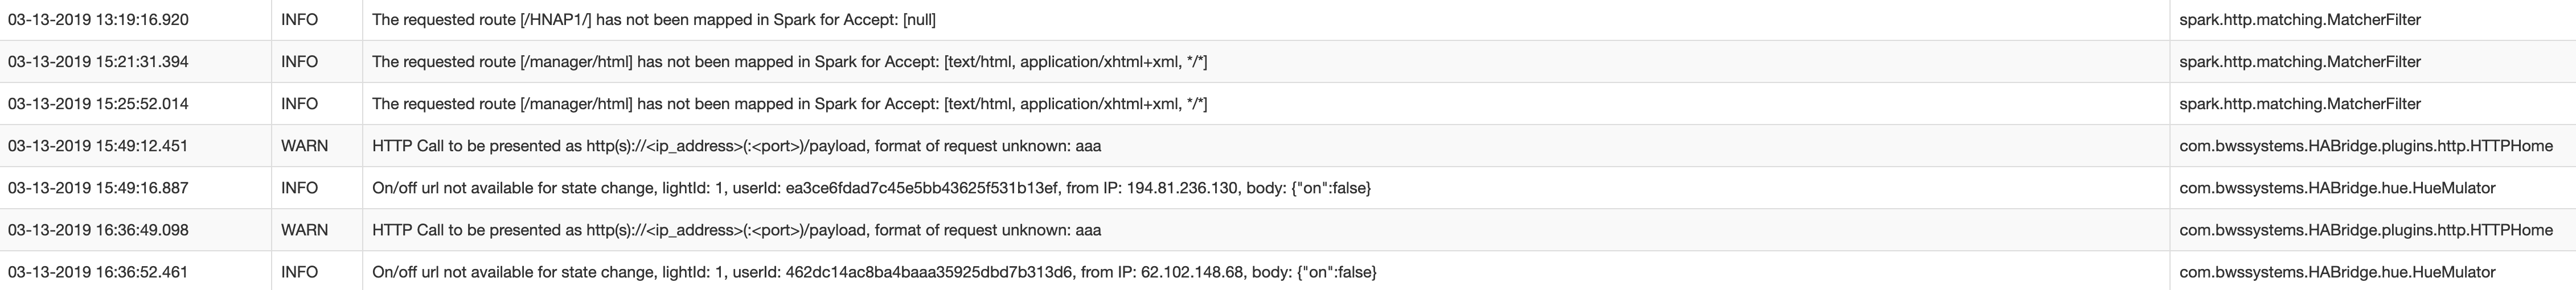 03-13-2019 13:19:16.920 INFO The requested route [/HNAP1/] has not been mapped in Spark for Accept: [null] spark.http.matching.MatcherFilter
03-13-2019 15:21:31.394 INFO The requested route [/manager/html] has not been mapped in Spark for Accept: [text/html, application/xhtml+xml, */*] spark.http.matching.MatcherFilter
03-13-2019 15:25:52.014 INFO The requested route [/manager/html] has not been mapped in Spark for Accept: [text/html, application/xhtml+xml, */*] spark.http.matching.MatcherFilter
03-13-2019 15:49:12.451 WARN HTTP Call to be presented as http(s)://<ip_address>(:<port>)/payload, format of request unknown: aaa com.bwssystems.HABridge.plugins.http.HTTPHome
03-13-2019 15:49:16.887 INFO On/off url not available for state change, lightId: 1, userId: ea3ce6fdad7c45e5bb43625f531b13ef, from IP: 194.81.236.130, body: {"on":false} com.bwssystems.HABridge.hue.HueMulator
03-13-2019 16:36:49.098 WARN HTTP Call to be presented as http(s)://<ip_address>(:<port>)/payload, format of request unknown: aaa com.bwssystems.HABridge.plugins.http.HTTPHome
03-13-2019 16:36:52.461 INFO On/off url not available for state change, lightId: 1, userId: 462dc14ac8ba4baaa35925dbd7b313d6, from IP: 62.102.148.68, body: {"on":false} com.bwssystems.HABridge.hue.HueMulator